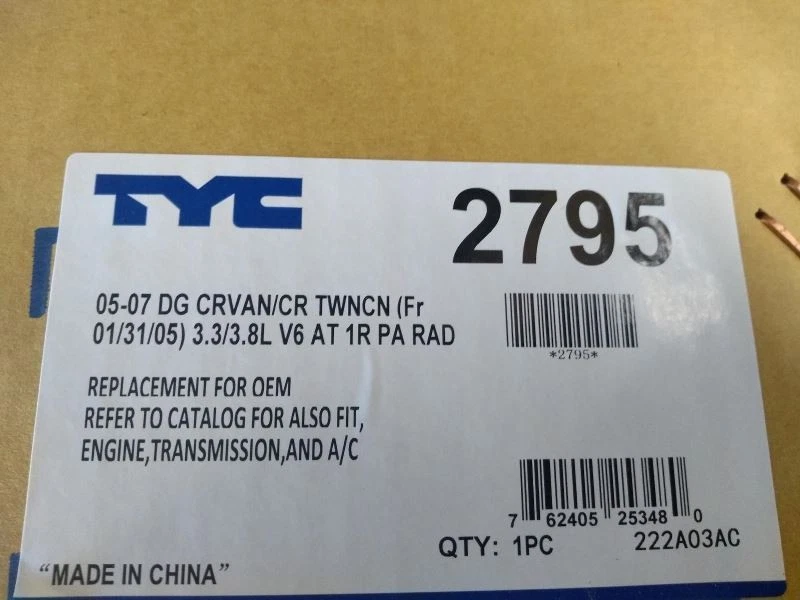 TYC
2795
05-07 DG CRVAN/CR TWNCN (Fr
01/31/05) 3.3/3.8L V6 AT 1R PA RAD
*2795*
REPLACEMENT FOR OEM
REFER TO CATALOG FOR ALSO FIT,
ENGINE,TRANSMISSION,AND A/C
7 62405 25348 0
QTY: 1PC
222A03AC
"MADE IN CHINA"